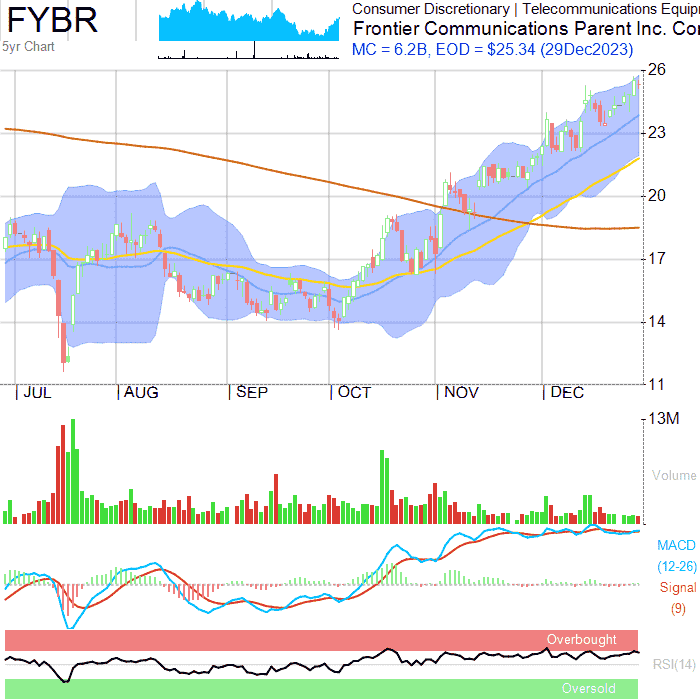 FYBR
5yr Chart
Consumer Discretionary | Telecommunications Equip
Frontier Communications Parent Inc. Co
MC = 6.2B, EOD = $25.34 (29Dec2023)
26
23
20
17
14
11
JUL AUG SEP OCT NOV DEC
13M
Volume
MACD
(12-26)
Signal
(9)
Overbought
RSI(14)
Oversold